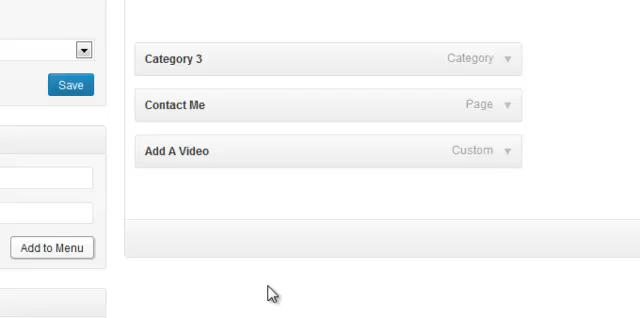 Category 3 Category
Save
Contact Me Page
Add A Video Custom
Add to Menu